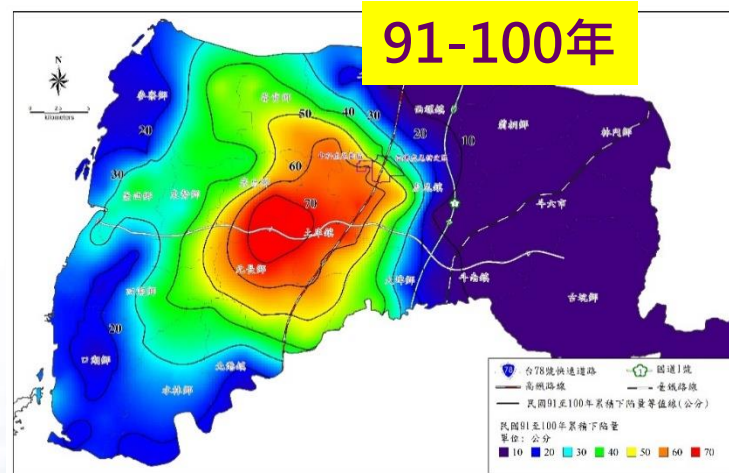 91-100年
N
kilometers
麥寮鄉
崙背鄉
西螺鎮
莿桐鄉
林內鄉
20
50
40
30
20
10
30
60
虎尾鎮
斗六市
臺西鄉
東勢鄉
70
土庫鎮
元長鄉
大埤鄉
斗南鎮
古坑鄉
四湖鄉
20
口湖鄉
北港鎮
水林鄉
78 台78號快速道路
1 國道1號
高鐵路線
臺鐵路線
民國91至100年累積下陷量等值線(公分)
民國91至100年累積下陷量
單位: 公分
10 20 30 40 50 60 70